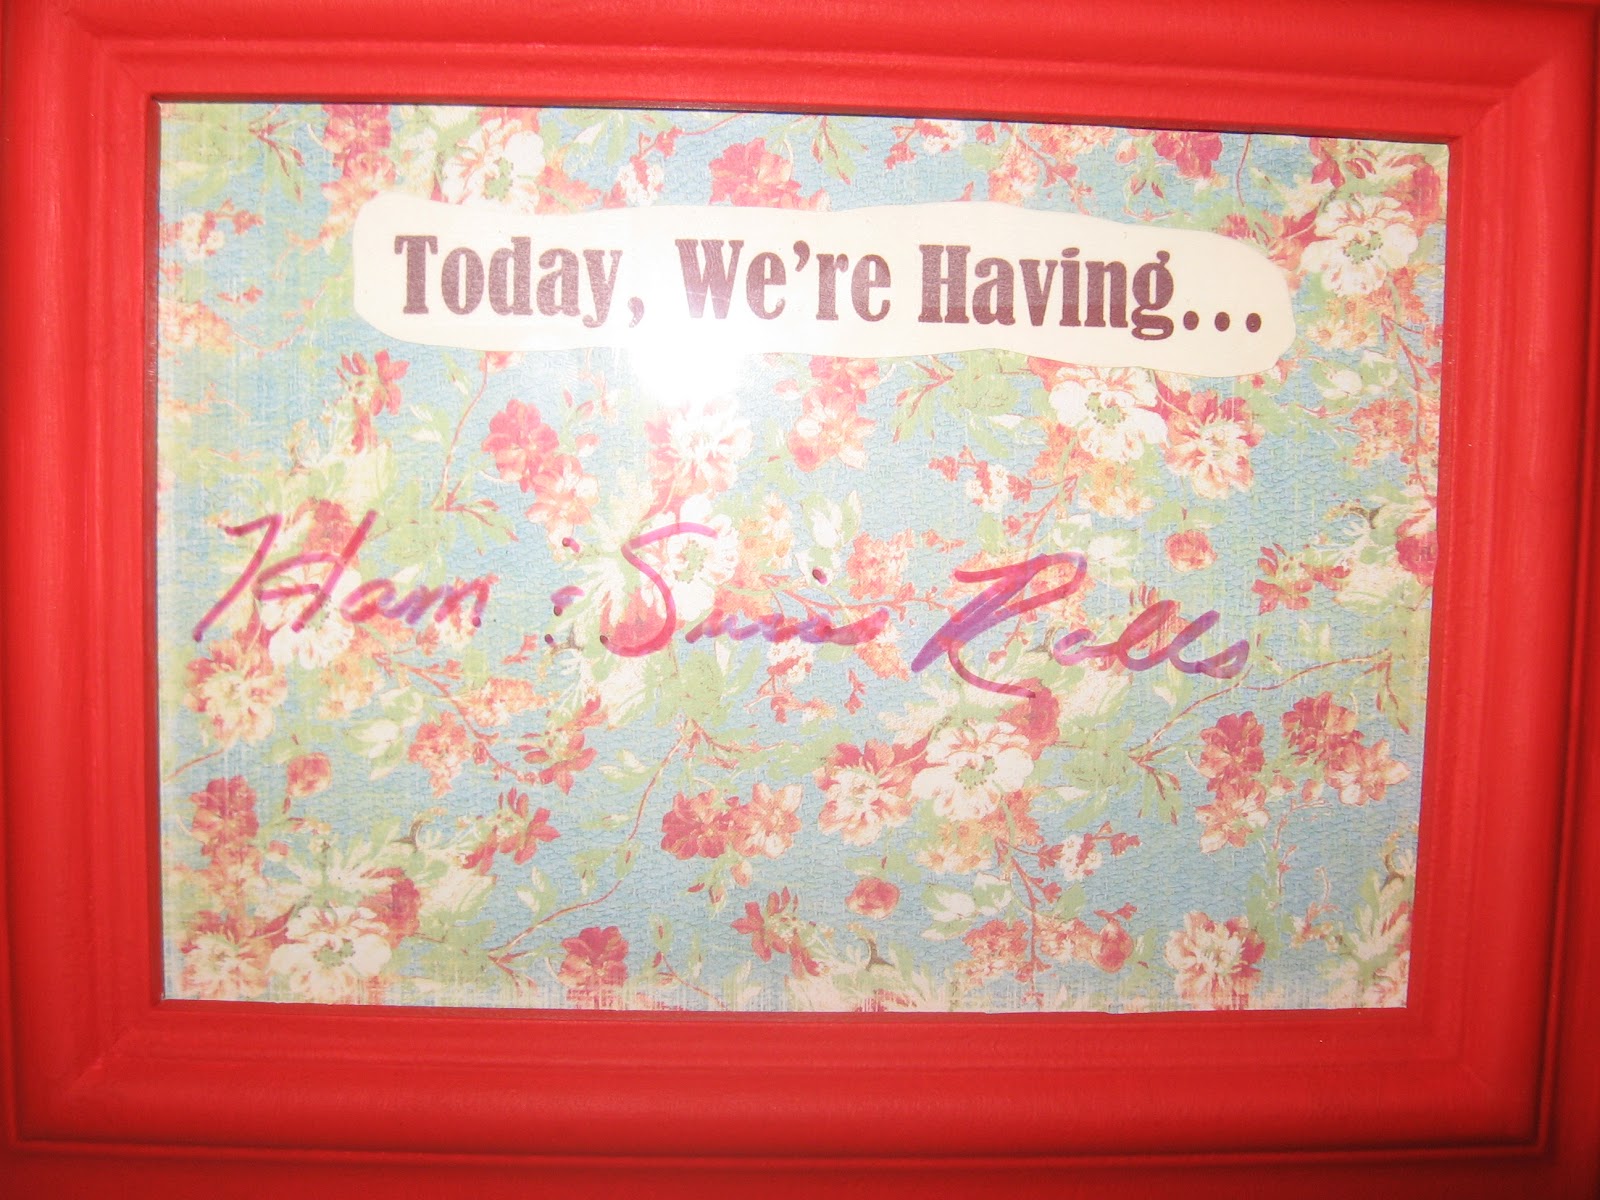 Today, We're Having...
Ham & Swiss Rolls